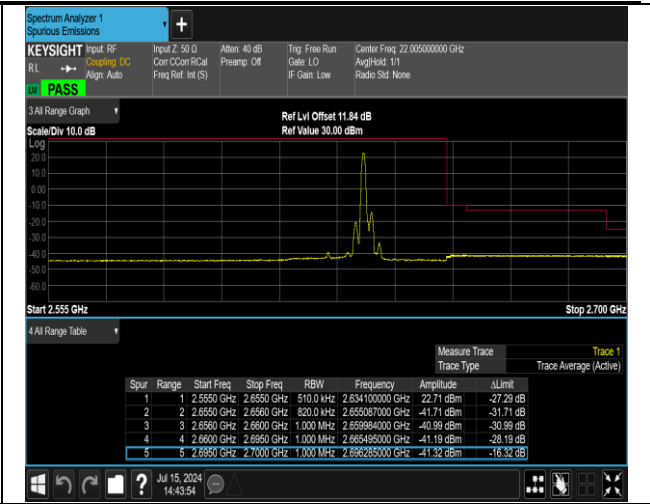 Spectrum Analyzer 1
Spurious Emissions
KEYSIGHT Input: RF Input Z: 50 Ω Atten: 40 dB Trig: Free Run Center Freq: 22.005000000 GHz
RL Coupling: DC Corr CCorr RCal Preamp: Off Gate: LO Avg|Hold: 1/1
Align: Auto Freq Ref: Int (S) IF Gain: Low Radio Std: None
LXI PASS
3 All Range Graph
Ref Lvl Offset 11.84 dB
Scale/Div 10.0 dB Ref Value 30.00 dBm
Log
20.0
10.0
0.00
-10.0
-20.0
-30.0
-40.0
-50.0
-60.0
Start 2.555 GHz Stop 2.700 GHz
4 All Range Table
Measure Trace Trace 1
Trace Type Trace Average (Active)
Spur Range Start Freq Stop Freq RBW Frequency Amplitude ΔLimit
1 1 2.5550 GHz 2.6550 GHz 510.0 kHz 2.634100000 GHz 22.71 dBm -27.29 dB
2 2 2.6550 GHz 2.6560 GHz 820.0 kHz 2.655087000 GHz -41.71 dBm -31.71 dB
3 3 2.6560 GHz 2.6600 GHz 1.000 MHz 2.659984000 GHz -40.99 dBm -30.99 dB
4 4 2.6600 GHz 2.6950 GHz 1.000 MHz 2.665495000 GHz -41.19 dBm -28.19 dB
5 5 2.6950 GHz 2.7000 GHz 1.000 MHz 2.696285000 GHz -41.32 dBm -16.32 dB
Jul 15, 2024
14:43:54